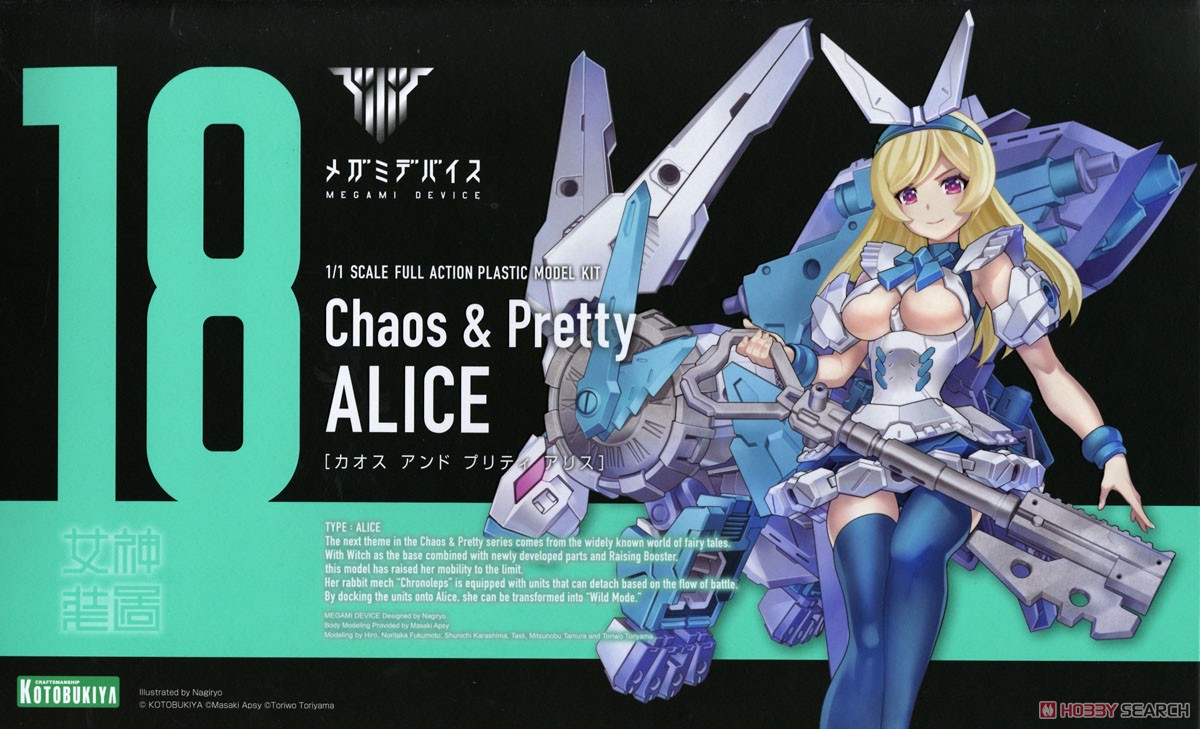 18
メガミデバイス
MEGAMI DEVICE
1/1 SCALE FULL ACTION PLASTIC MODEL KIT
Chaos & Pretty
ALICE
[カオス アンド プリティ アリス]
女神
装置
TYPE : ALICE
The next theme in the Chaos & Pretty series comes from the widely known world of fairy tales.
With Witch as the base combined with newly developed parts and Raising Booster,
this model has raised her mobility to the limit.
Her rabbit mech "Chronoleps" is equipped with units that can detach based on the flow of battle.
By docking the units onto Alice, she can be transformed into "Wild Mode."
MEGAMI DEVICE Designed by Nagiryo
Body Modeling Provided by Masaki Apsy
Modeling by Hiro, Noritaka Fukumoto, Shunichi Karashima, Task, Mitsunobu Tamura and Toriwo Toriyama
CRAFTSMANSHIP
KOTOBUKIYA
Illustrated by Nagiryo
© KOTOBUKIYA ©Masaki Apsy ©Toriwo Toriyama
HOBBY SEARCH